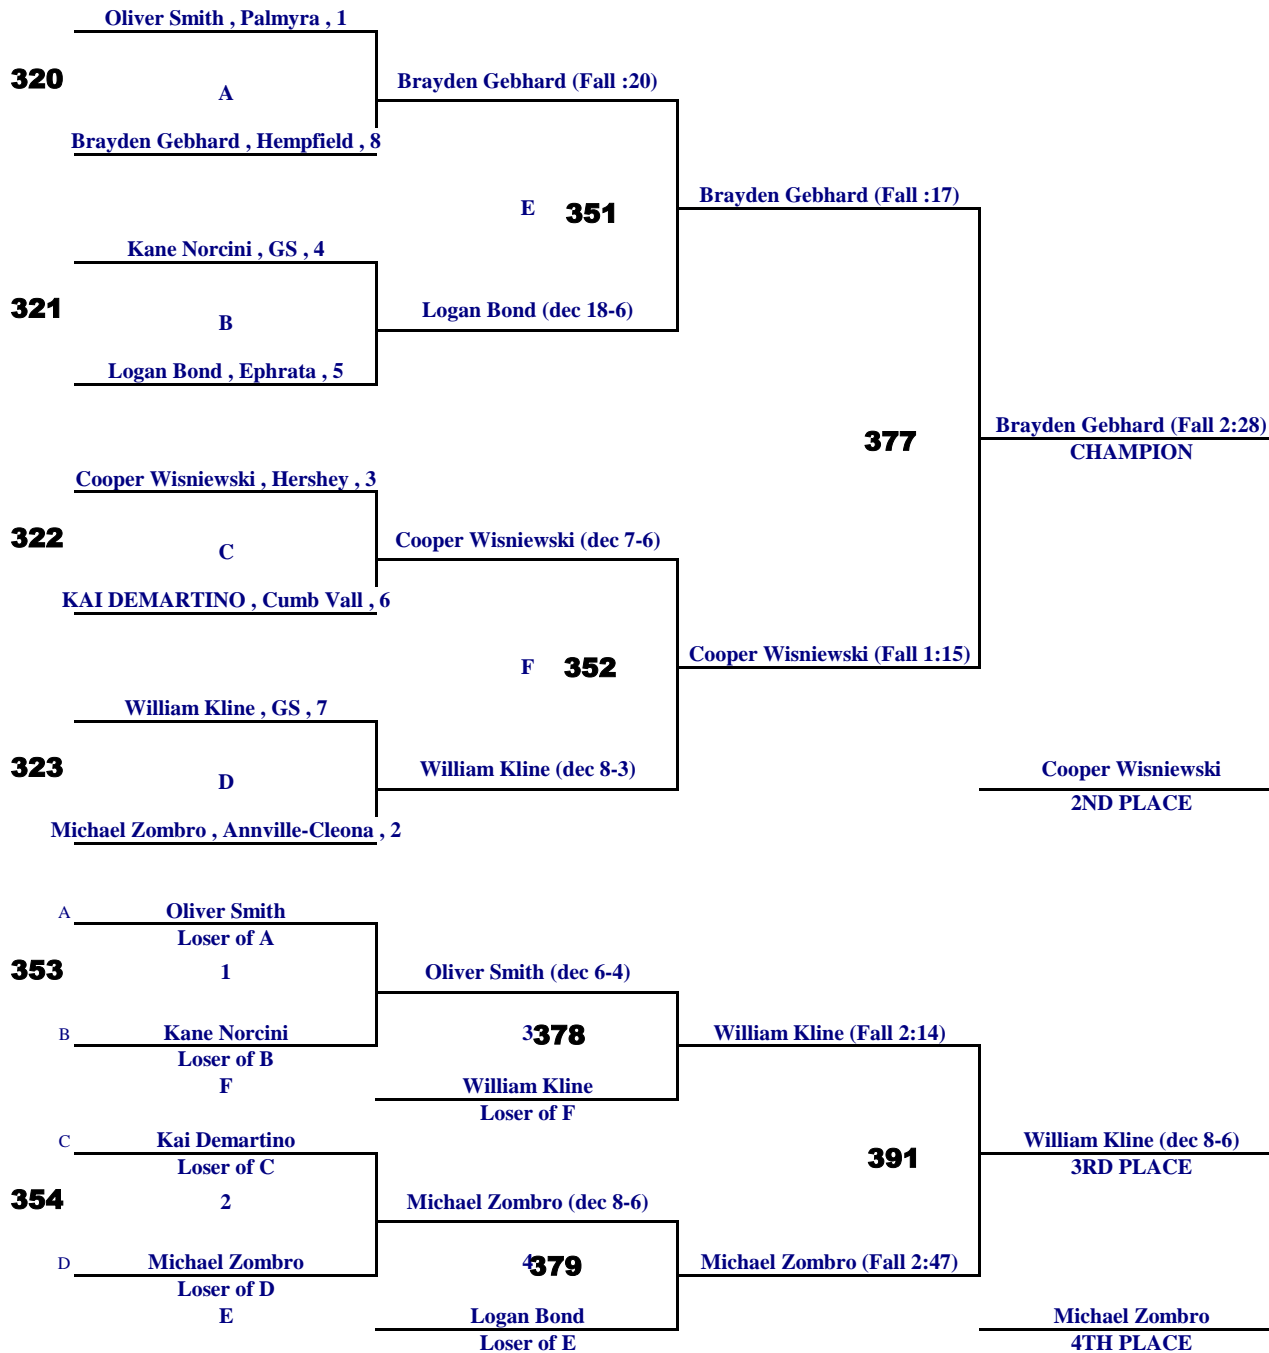 Oliver Smith , Palmyra , 1
320
A
Brayden Gebhard (Fall :20)
Brayden Gebhard , Hempfield , 8
E 351
Brayden Gebhard (Fall :17)
Kane Norcini , GS , 4
321
B
Logan Bond (dec 18-6)
Logan Bond , Ephrata , 5
377
Brayden Gebhard (Fall 2:28)
CHAMPION
Cooper Wisniewski , Hershey , 3
322
C
Cooper Wisniewski (dec 7-6)
KAI DEMARTINO , Cumb Vall , 6
F 352
Cooper Wisniewski (Fall 1:15)
William Kline , GS , 7
323
D
William Kline (dec 8-3)
Michael Zombro , Annville-Cleona , 2
Cooper Wisniewski
2ND PLACE
A Oliver Smith
Loser of A
353
1
Oliver Smith (dec 6-4)
B Kane Norcini
Loser of B
3 378
William Kline (Fall 2:14)
F
William Kline
Loser of F
C Kai Demartino
Loser of C
391
William Kline (dec 8-6)
3RD PLACE
354
2
Michael Zombro (dec 8-6)
D Michael Zombro
Loser of D
4 379
Michael Zombro (Fall 2:47)
E
Logan Bond
Loser of E
Michael Zombro
4TH PLACE